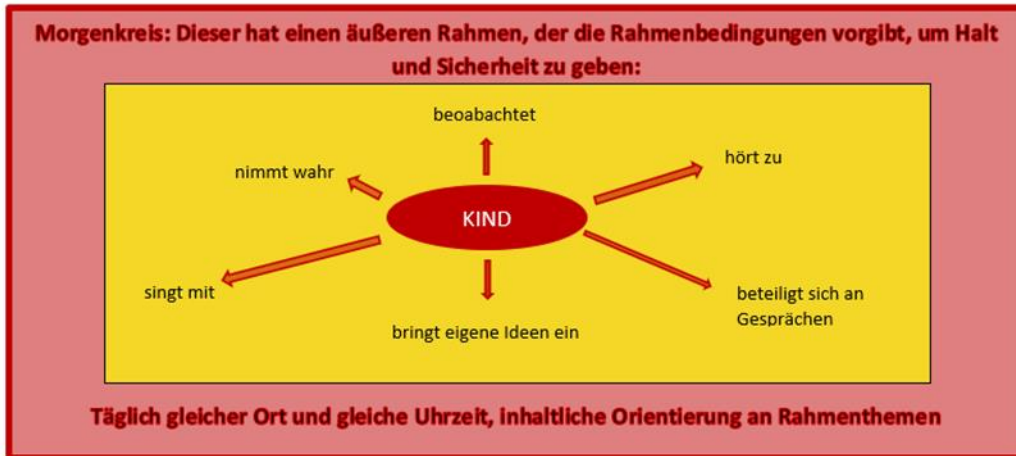 Morgenkreis: Dieser hat einen äußeren Rahmen, der die Rahmenbedingungen vorgibt, um Halt
und Sicherheit zu geben:
beoabachtet
hört zu
nimmt wahr
KIND
singt mit
beteiligt sich an
Gesprächen
bringt eigene Ideen ein
Täglich gleicher Ort und gleiche Uhrzeit, inhaltliche Orientierung an Rahmenthemen